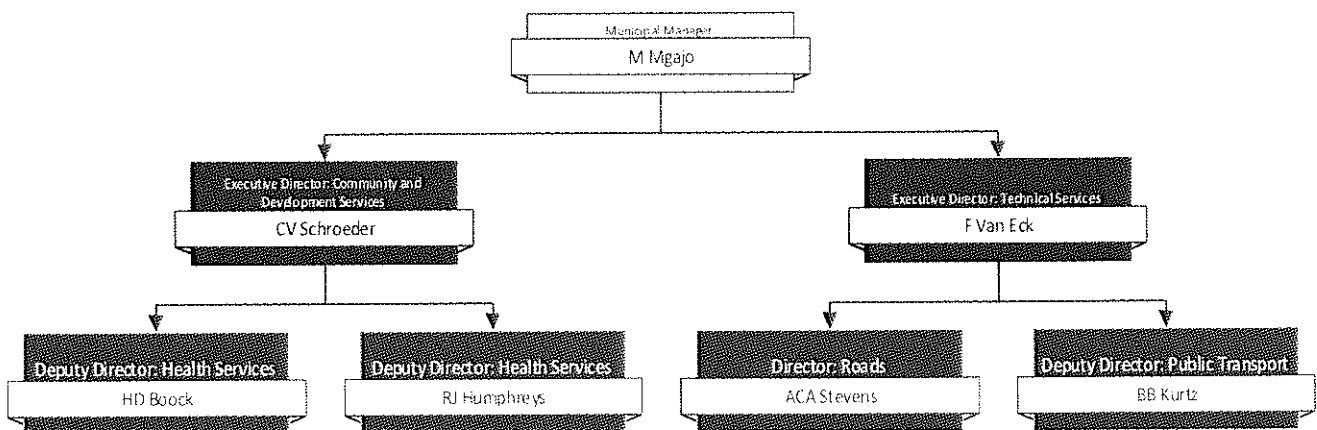 Municipal Manager
M Mgajo
Executive Director: Community and
Development Services
CV Schroeder
Executive Director: Technical Services
F Van Eck
Deputy Director: Health Services
HD Boock
Deputy Director: Health Services
RJ Humphreys
Director: Roads
ACA Stevens
Deputy Director: Public Transport
BB Kurtz